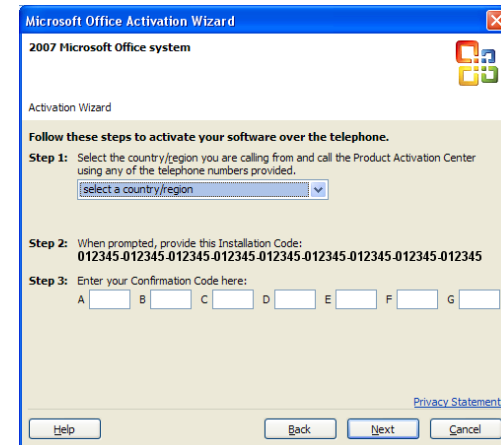 Microsoft Office Activation Wizard
2007 Microsoft Office system
Activation Wizard
Follow these steps to activate your software over the telephone.
Step 1: Select the country/region you are calling from and call the Product Activation Center
using any of the telephone numbers provided.
select a country/region
Step 2: When prompted, provide this Installation Code:
012345-012345-012345-012345-012345-012345-012345-012345-012345
Step 3: Enter your Confirmation Code here:
A B C D E F G
Privacy Statement
Help Back Next Cancel